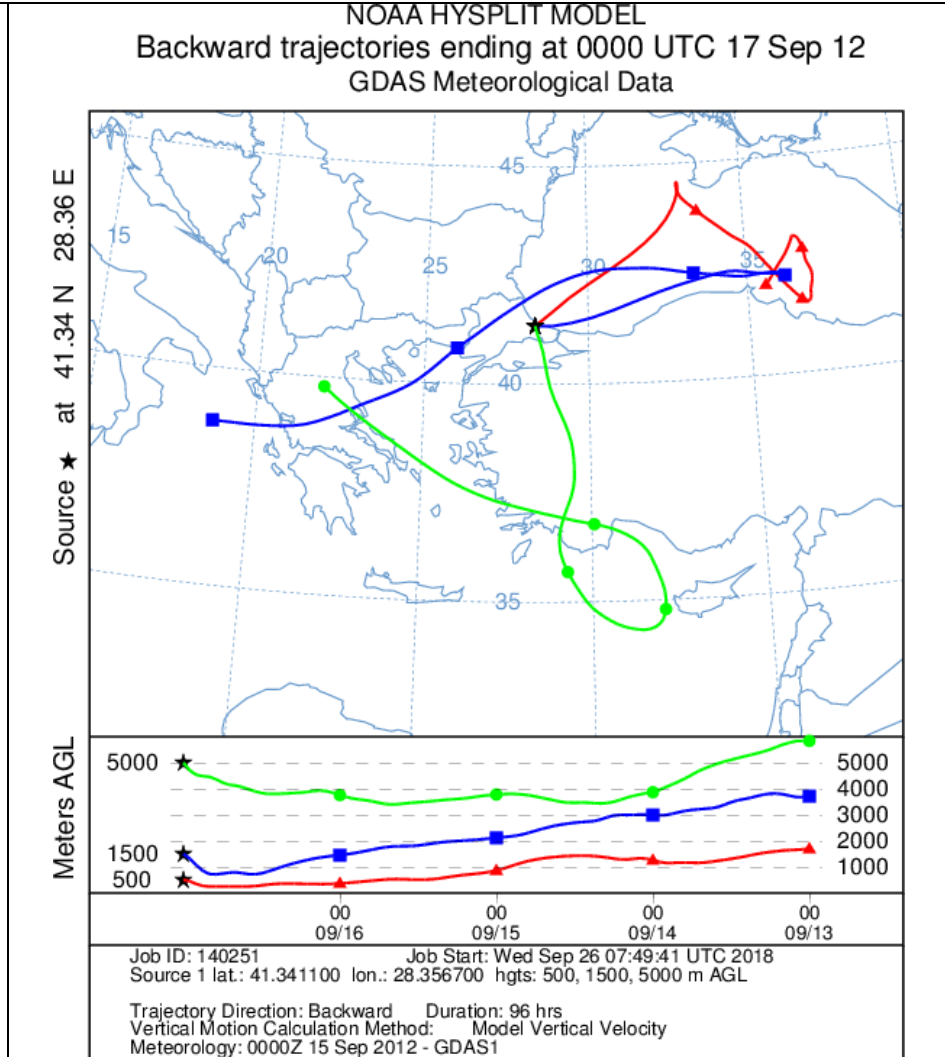 NOAA HYSPLIT MODEL
Backward trajectories ending at 0000 UTC 17 Sep 12
GDAS Meteorological Data
Source ★ at 41.34 N 28.36 E
45
15
20
25
30
35
40
35
Meters AGL
5000
1500
500
5000
4000
3000
2000
1000
00 00 00 00
09/16 09/15 09/14 09/13
Job ID: 140251 Job Start: Wed Sep 26 07:49:41 UTC 2018
Source 1 lat.: 41.341100 lon.: 28.356700 hgts: 500, 1500, 5000 m AGL
Trajectory Direction: Backward Duration: 96 hrs
Vertical Motion Calculation Method: Model Vertical Velocity
Meteorology: 0000Z 15 Sep 2012 - GDAS1